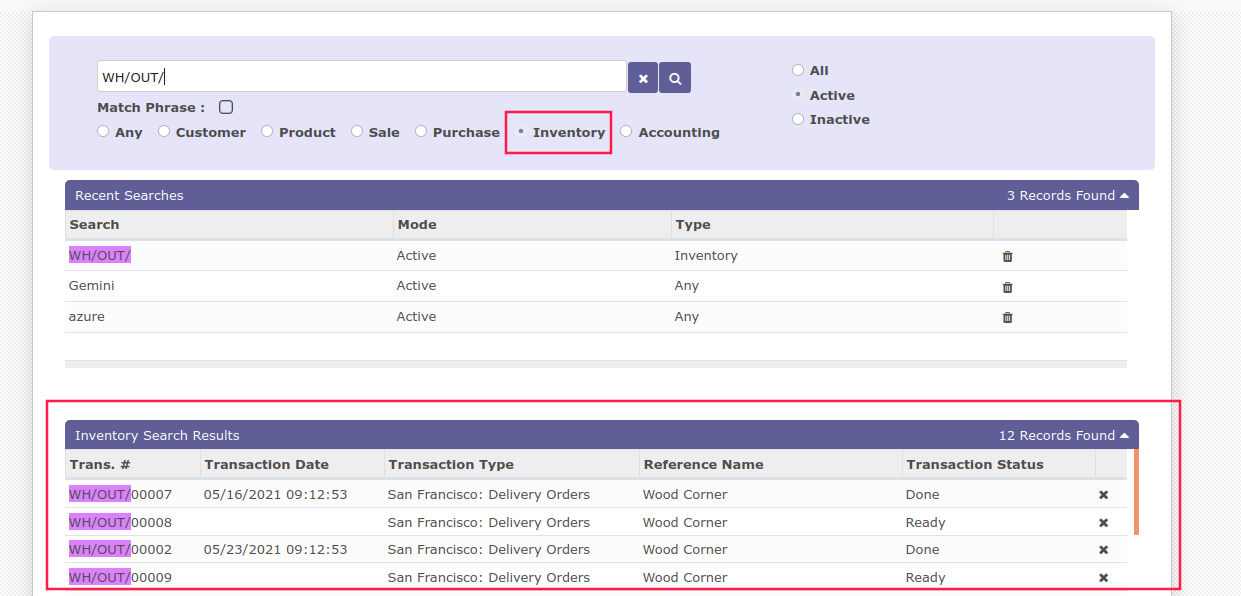 WH/OUT/
Match Phrase :
Any Customer Product Sale Purchase Inventory Accounting
All
Active
Inactive
Recent Searches 3 Records Found
Search Mode Type
WH/OUT/ Active Inventory
Gemini Active Any
azure Active Any
Inventory Search Results 12 Records Found
Trans. # Transaction Date Transaction Type Reference Name Transaction Status
WH/OUT/00007 05/16/2021 09:12:53 San Francisco: Delivery Orders Wood Corner Done
WH/OUT/00008 San Francisco: Delivery Orders Wood Corner Ready
WH/OUT/00002 05/23/2021 09:12:53 San Francisco: Delivery Orders Wood Corner Done
WH/OUT/00009 San Francisco: Delivery Orders Wood Corner Ready